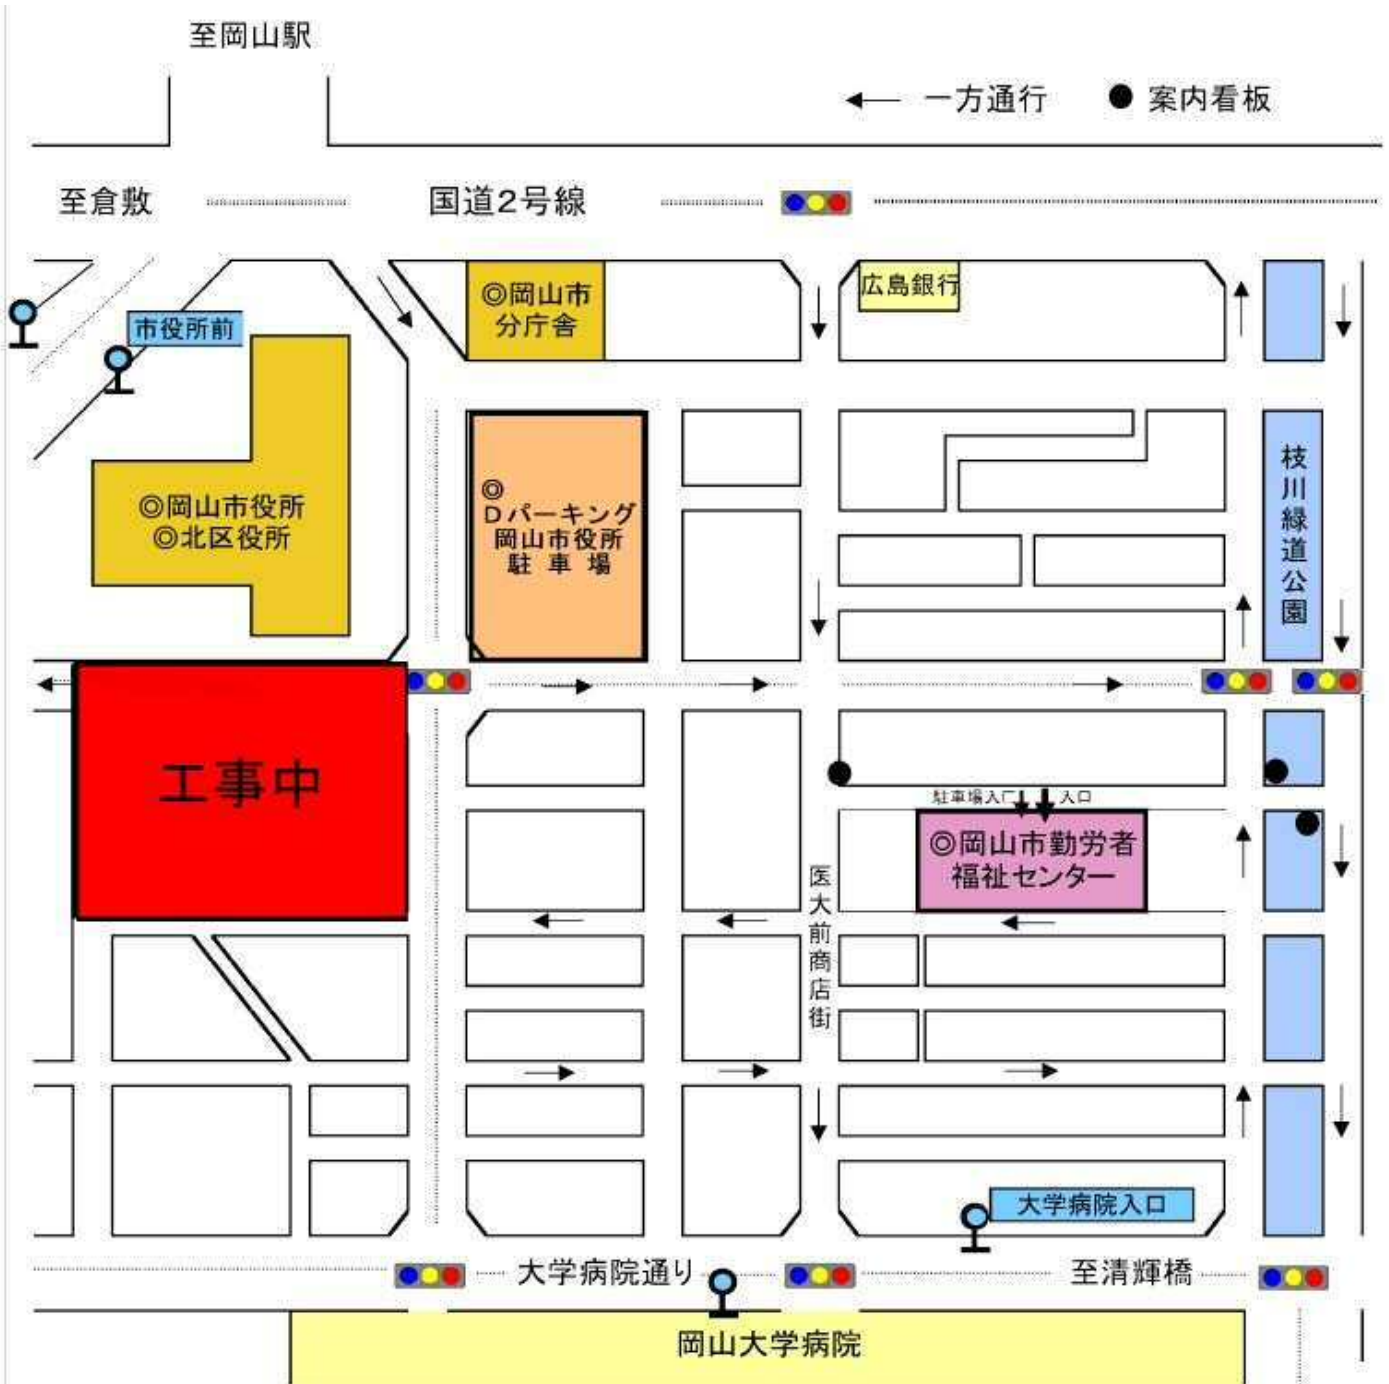 至岡山駅
一方通行
案内看板
至倉敷
国道2号線
◎岡山市
分庁舎
広島銀行
市役所前
◎岡山市役所
◎北区役所
◎
Dパーキング
岡山市役所
駐車場
枝川緑道公園
工事中
駐車場入口
入口
◎岡山市勤労者
福祉センター
医大前商店街
大学病院入口
大学病院通り
至清輝橋
岡山大学病院